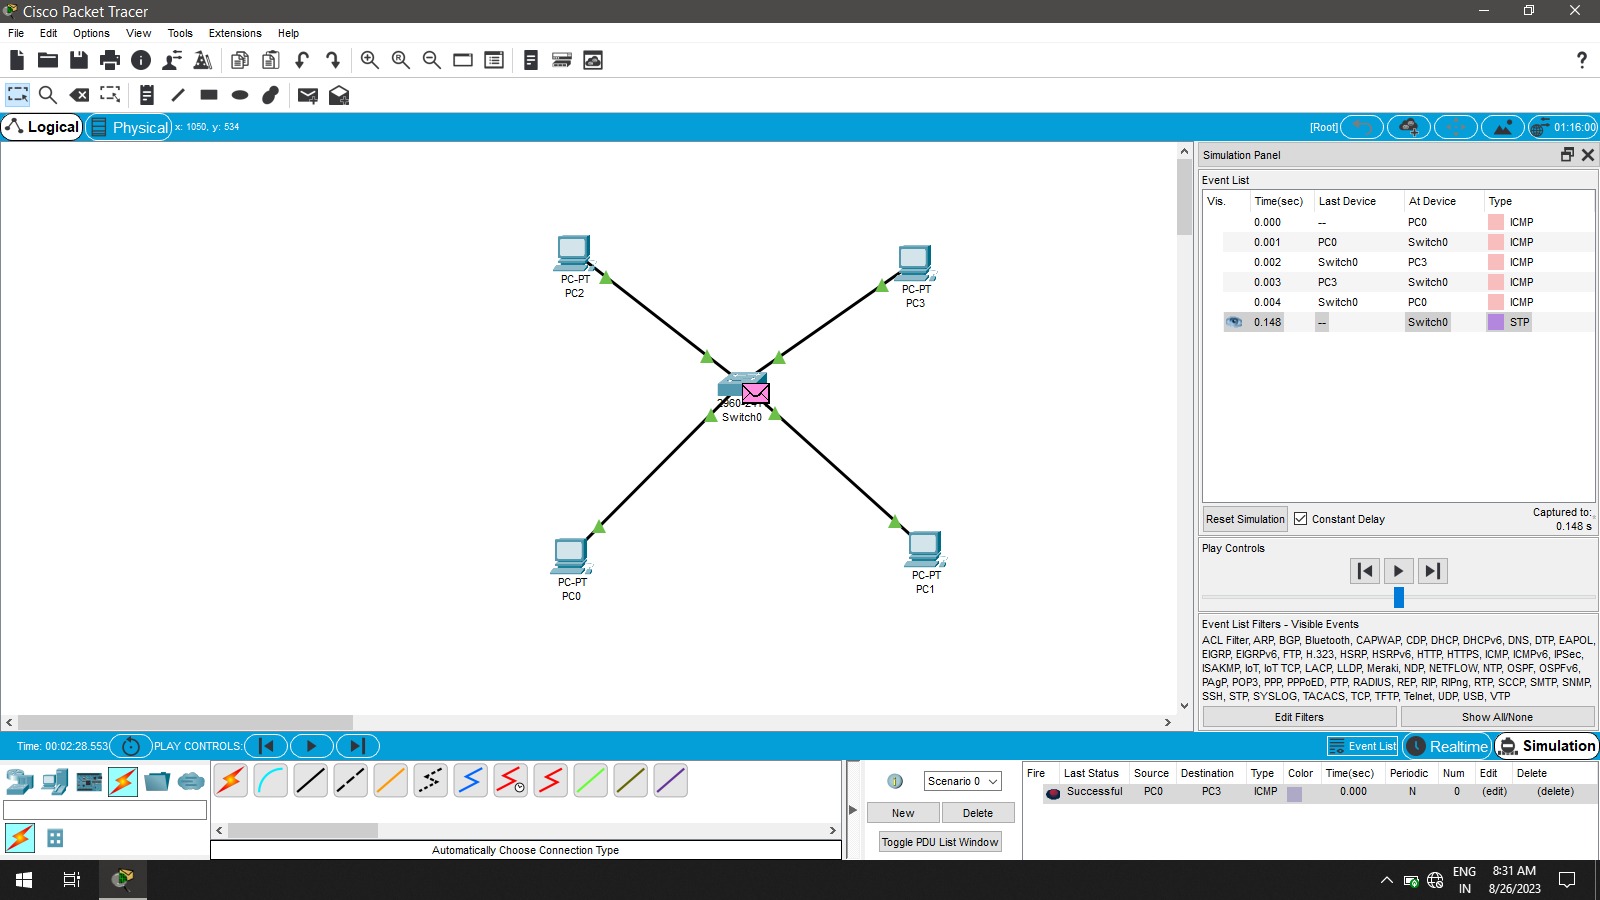 Cisco Packet Tracer
File Edit Options View Tools Extensions Help
?
Logical Physical x: 1050, y: 534 [Root] 01:16:00
Simulation Panel
Event List
Vis. Time(sec) Last Device At Device Type
0.000 -- PC0 ICMP
0.001 PC0 Switch0 ICMP
0.002 Switch0 PC3 ICMP
0.003 PC3 Switch0 ICMP
0.004 Switch0 PC0 ICMP
0.148 -- Switch0 STP
PC-PT
PC2
PC-PT
PC3
Switch0
PC-PT
PC0
PC-PT
PC1
Reset Simulation Constant Delay Captured to:
0.148 s
Play Controls
Event List Filters - Visible Events
ACL Filter, ARP, BGP, Bluetooth, CAPWAP, CDP, DHCP, DHCPv6, DNS, DTP, EAPOL,
EIGRP, EIGRPv6, FTP, H.323, HSRP, HSRPv6, HTTP, HTTPS, ICMP, ICMPv6, IPSec,
ISAKMP, IoT, IoT TCP, LACP, LLDP, Meraki, NDP, NETFLOW, NTP, OSPF, OSPFv6,
PAgP, POP3, PPP, PPPoED, PTP, RADIUS, REP, RIP, RIPng, RTP, SCCP, SMTP, SNMP,
SSH, STP, SYSLOG, TACACS, TCP, TFTP, Telnet, UDP, USB, VTP
Edit Filters Show All/None
Time: 00:02:28.553 PLAY CONTROLS: Event List Realtime Simulation
Scenario 0
New Delete
Toggle PDU List Window
Fire Last Status Source Destination Type Color Time(sec) Periodic Num Edit Delete
Successful PC0 PC3 ICMP 0.000 N 0 (edit) (delete)
Automatically Choose Connection Type
ENG
IN
8:31 AM
8/26/2023